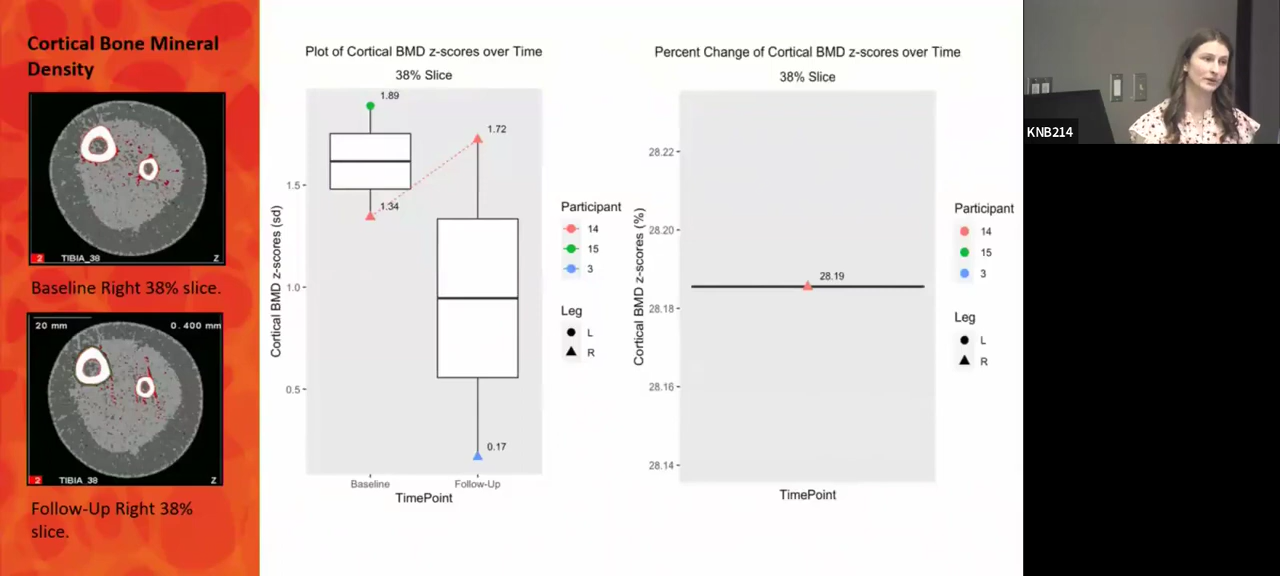 Cortical Bone Mineral
Density
2 TIBIA_38 Z
Baseline Right 38% slice.
20 mm 0.400 mm
2 TIBIA_38 Z
Follow-Up Right 38%
slice.
Plot of Cortical BMD z-scores over Time
38% Slice
Cortical BMD z-scores (sd)
1.5
1.0
0.5
1.89
1.34
1.72
0.17
Baseline Follow-Up
TimePoint
Participant
14
15
3
Leg
L
R
Percent Change of Cortical BMD z-scores over Time
38% Slice
Cortical BMD z-scores (%)
28.22
28.20
28.18
28.16
28.14
28.19
TimePoint
Participant
14
15
3
Leg
L
R
KNB214